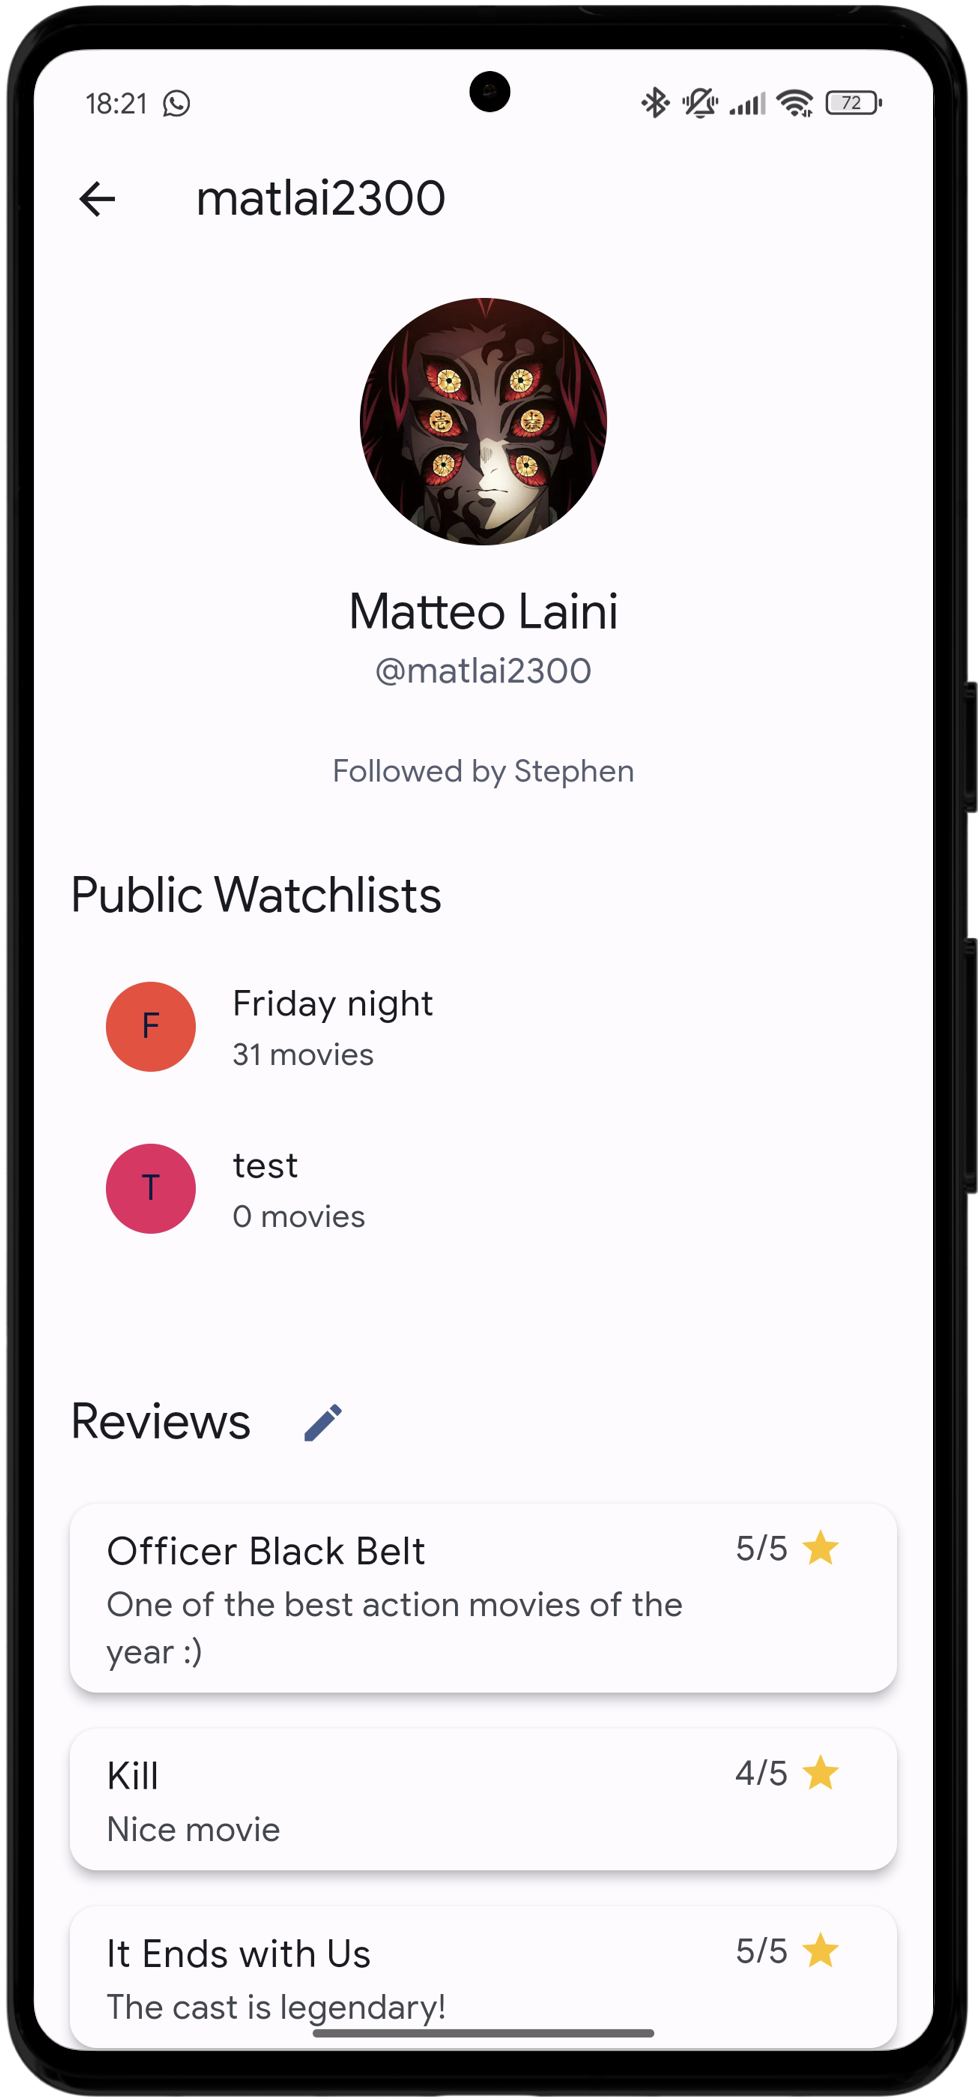 18:21
72
matlai2300
Matteo Laini
@matlai2300
Followed by Stephen
Public Watchlists
F
Friday night
31 movies
T
test
0 movies
Reviews
Officer Black Belt
5/5
One of the best action movies of the
year :)
Kill
4/5
Nice movie
It Ends with Us
5/5
The cast is legendary!